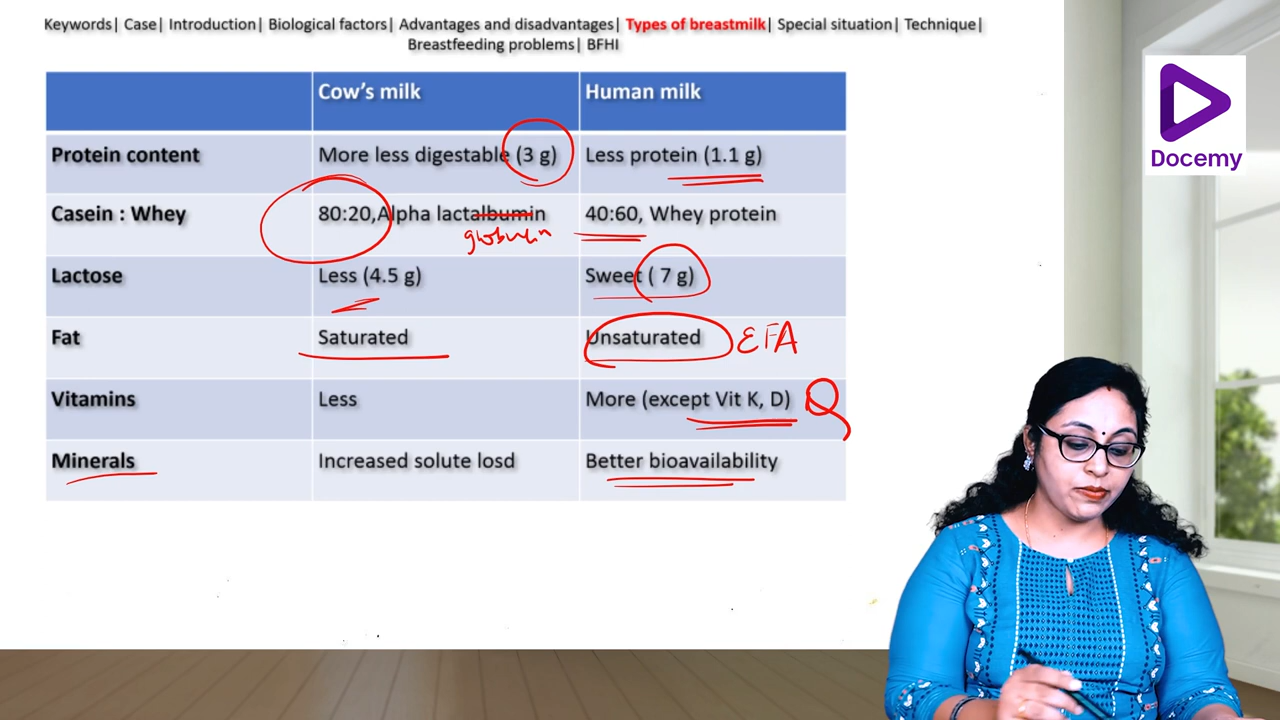 Keywords| Case| Introduction| Biological factors| Advantages and disadvantages| Types of breastmilk| Special situation| Technique|
Breastfeeding problems| BFHI
Docemy
Cow's milk Human milk
Protein content More less digestable (3 g) Less protein (1.1 g)
Casein : Whey 80:20,Alpha lactalbumin 40:60, Whey protein
globulin
Lactose Less (4.5 g) Sweet ( 7 g)
Fat Saturated Unsaturated EFA
Vitamins Less More (except Vit K, D) Q
Minerals Increased solute losd Better bioavailability